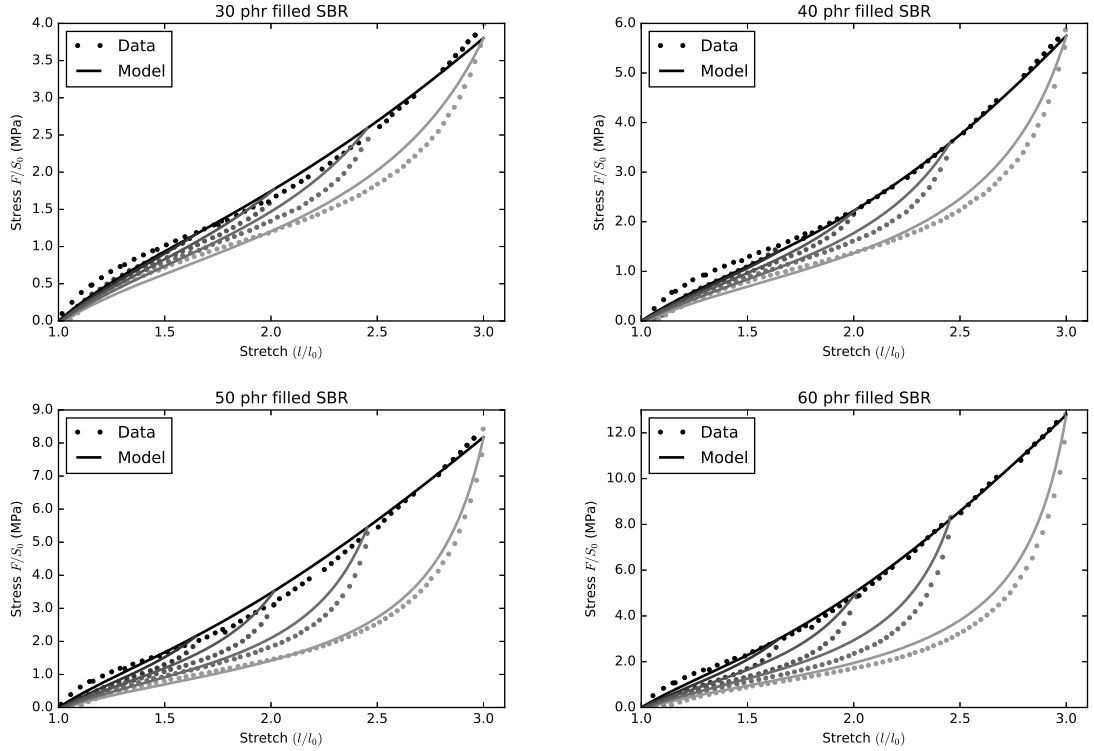 30 phr filled SBR
4.0
3.5
3.0
2.5
2.0
1.5
1.0
0.5
0.0
Stress F/S0 (MPa)
Data
Model
1.0 1.5 2.0 2.5 3.0
Stretch (l/l0)
40 phr filled SBR
6.0
5.0
4.0
3.0
2.0
1.0
0.0
Stress F/S0 (MPa)
Data
Model
1.0 1.5 2.0 2.5 3.0
Stretch (l/l0)
50 phr filled SBR
9.0
8.0
7.0
6.0
5.0
4.0
3.0
2.0
1.0
0.0
Stress F/S0 (MPa)
Data
Model
1.0 1.5 2.0 2.5 3.0
Stretch (l/l0)
60 phr filled SBR
12.0
10.0
8.0
6.0
4.0
2.0
0.0
Stress F/S0 (MPa)
Data
Model
1.0 1.5 2.0 2.5 3.0
Stretch (l/l0)